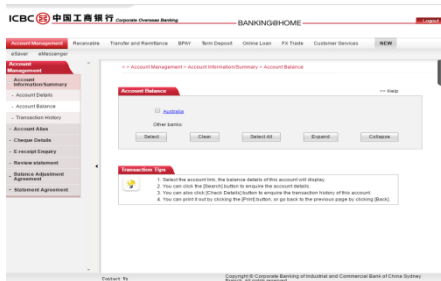 ICBC 中国工商银行 Corporate Overseas Banking BANKING@HOME
Account Management Receivable Transfer and Remittance BPAY Term Deposit Online Loan FX Trade Customer Services NEW
eSaver eMessenger
Account Management
Account Information/Summary
- Account Details
- Account Balance
- Transaction History
- Account Alias
- Cheque Details
- E-receipt Enquiry
- Review statement
- Balance Adjustment Agreement
- Statement Agreement
>> Account Management > Account Information/Summary > Account Balance
Account Balance
>> Help
Australia
Other banks:
Select Clear Select All Expand Collapse
Transaction Tips
1. Select the account link, the balance details of this account will display.
2. You can click the [Search] button to enquire the account details.
3. You can also click [Check Details] button to enquire the transaction history of this account.
4. You can print it out by clicking the [Print] button, or go back to the previous page by clicking [Back].
Contact Us
Copyright © Corporate Banking of Industrial and Commercial Bank of China Sydney
Branch. All rights reserved.